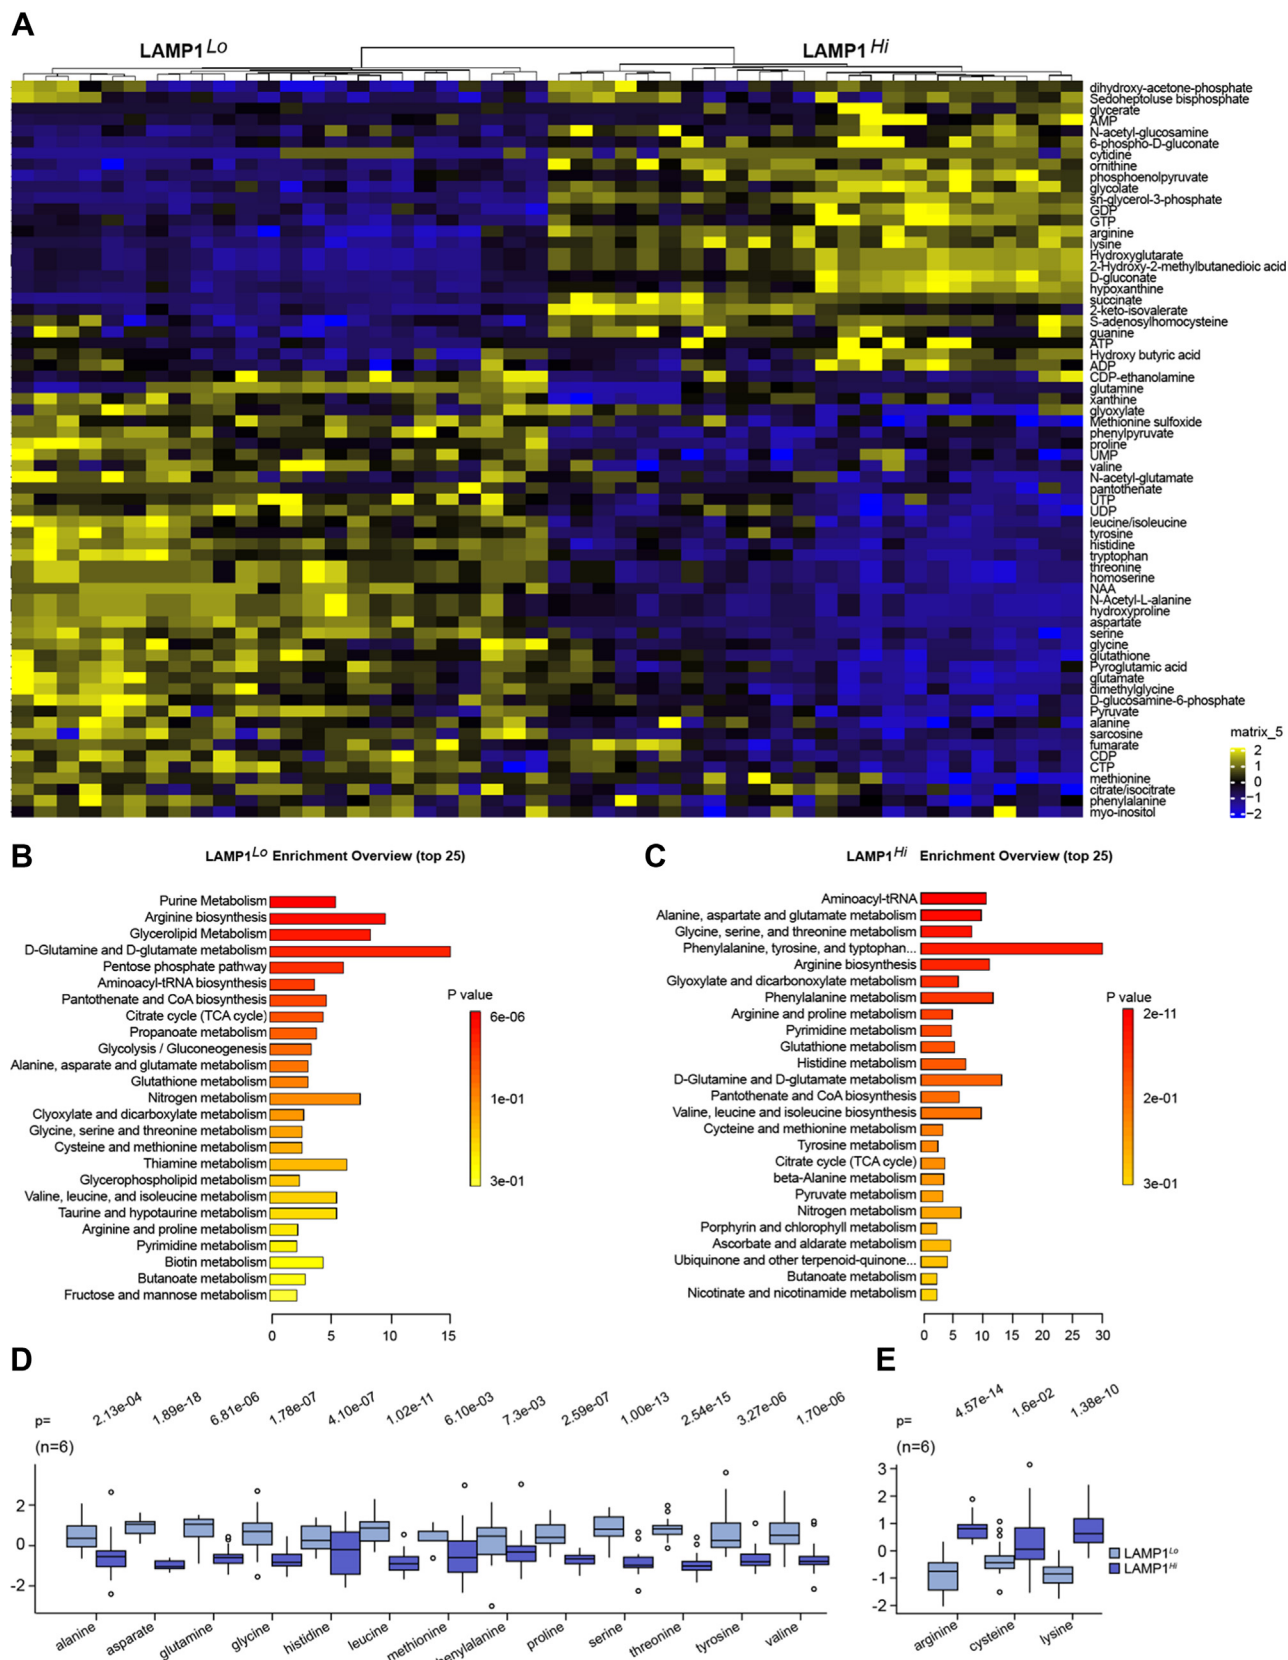 A
LAMP1Lo
LAMP1Hi
dihydroxy-acetone-phosphate
Sedoheptoluse bisphosphate
glycerate
AMP
N-acetyl-glucosamine
6-phospho-D-gluconate
cytidine
ornithine
phosphoenolpyruvate
glycolate
sn-glycerol-3-phosphate
GDP
GTP
arginine
lysine
Hydroxyglutarate
2-Hydroxy-2-methylbutanedioic acid
D-gluconate
hypoxanthine
succinate
2-keto-isovalerate
S-adenosylhomocysteine
guanine
ATP
Hydroxy butyric acid
ADP
CDP-ethanolamine
glutamine
xanthine
glyoxylate
Methionine sulfoxide
phenylpyruvate
proline
UMP
valine
N-acetyl-glutamate
pantothenate
UTP
UDP
leucine/isoleucine
tyrosine
histidine
tryptophan
threonine
homoserine
NAA
N-Acetyl-L-alanine
hydroxyproline
aspartate
serine
glycine
glutathione
Pyroglutamic acid
glutamate
dimethylglycine
D-glucosamine-6-phosphate
Pyruvate
alanine
sarcosine
fumarate
CDP
CTP
methionine
citrate/isocitrate
phenylalanine
myo-inositol
matrix_5
2
1
0
−1
−2
B
LAMP1Lo Enrichment Overview (top 25)
Purine Metabolism
Arginine biosynthesis
Glycerolipid Metabolism
D-Glutamine and D-glutamate metabolism
Pentose phosphate pathway
Aminoacyl-tRNA biosynthesis
Pantothenate and CoA biosynthesis
Citrate cycle (TCA cycle)
Propanoate metabolism
Glycolysis / Gluconeogenesis
Alanine, asparate and glutamate metabolism
Glutathione metabolism
Nitrogen metabolism
Clyoxylate and dicarboxylate metabolism
Glycine, serine and threonine metabolism
Cysteine and methionine metabolism
Thiamine metabolism
Glycerophospholipid metabolism
Valine, leucine, and isoleucine metabolism
Taurine and hypotaurine metabolism
Arginine and proline metabolism
Pyrimidine metabolism
Biotin metabolism
Butanoate metabolism
Fructose and mannose metabolism
0 5 10 15
P value
6e-06
1e-01
3e-01
C
LAMP1Hi Enrichment Overview (top 25)
Aminoacyl-tRNA
Alanine, aspartate and glutamate metabolism
Glycine, serine, and threonine metabolism
Phenylalanine, tyrosine, and typtophan...
Arginine biosynthesis
Glyoxylate and dicarbonoxylate metabolism
Phenylalanine metabolism
Arginine and proline metabolism
Pyrimidine metabolism
Glutathione metabolism
Histidine metabolism
D-Glutamine and D-glutamate metabolism
Pantothenate and CoA biosynthesis
Valine, leucine and isoleucine biosynthesis
Cycteine and methionine metabolism
Tyrosine metabolism
Citrate cycle (TCA cycle)
beta-Alanine metabolism
Pyruvate metabolism
Nitrogen metabolism
Porphyrin and chlorophyll metabolism
Ascorbate and aldarate metabolism
Ubiquinone and other terpenoid-quinone...
Butanoate metabolism
Nicotinate and nicotinamide metabolism
0 5 10 15 20 25 30
P value
2e-11
2e-01
3e-01
D
p= 2.13e-04 1.89e-18 6.81e-06 1.78e-07 4.10e-07 1.02e-11 6.10e-03 7.3e-03 2.59e-07 1.00e-13 2.54e-15 3.27e-06 1.70e-06
(n=6)
2
0
-2
alanine asparate glutamine glycine histidine leucine methionine henylalanine proline serine threonine tyrosine valine
E
p= 4.57e-14 1.6e-02 1.38e-10
(n=6)
3
2
1
0
-1
-2
arginine cysteine lysine
LAMP1Lo
LAMP1Hi